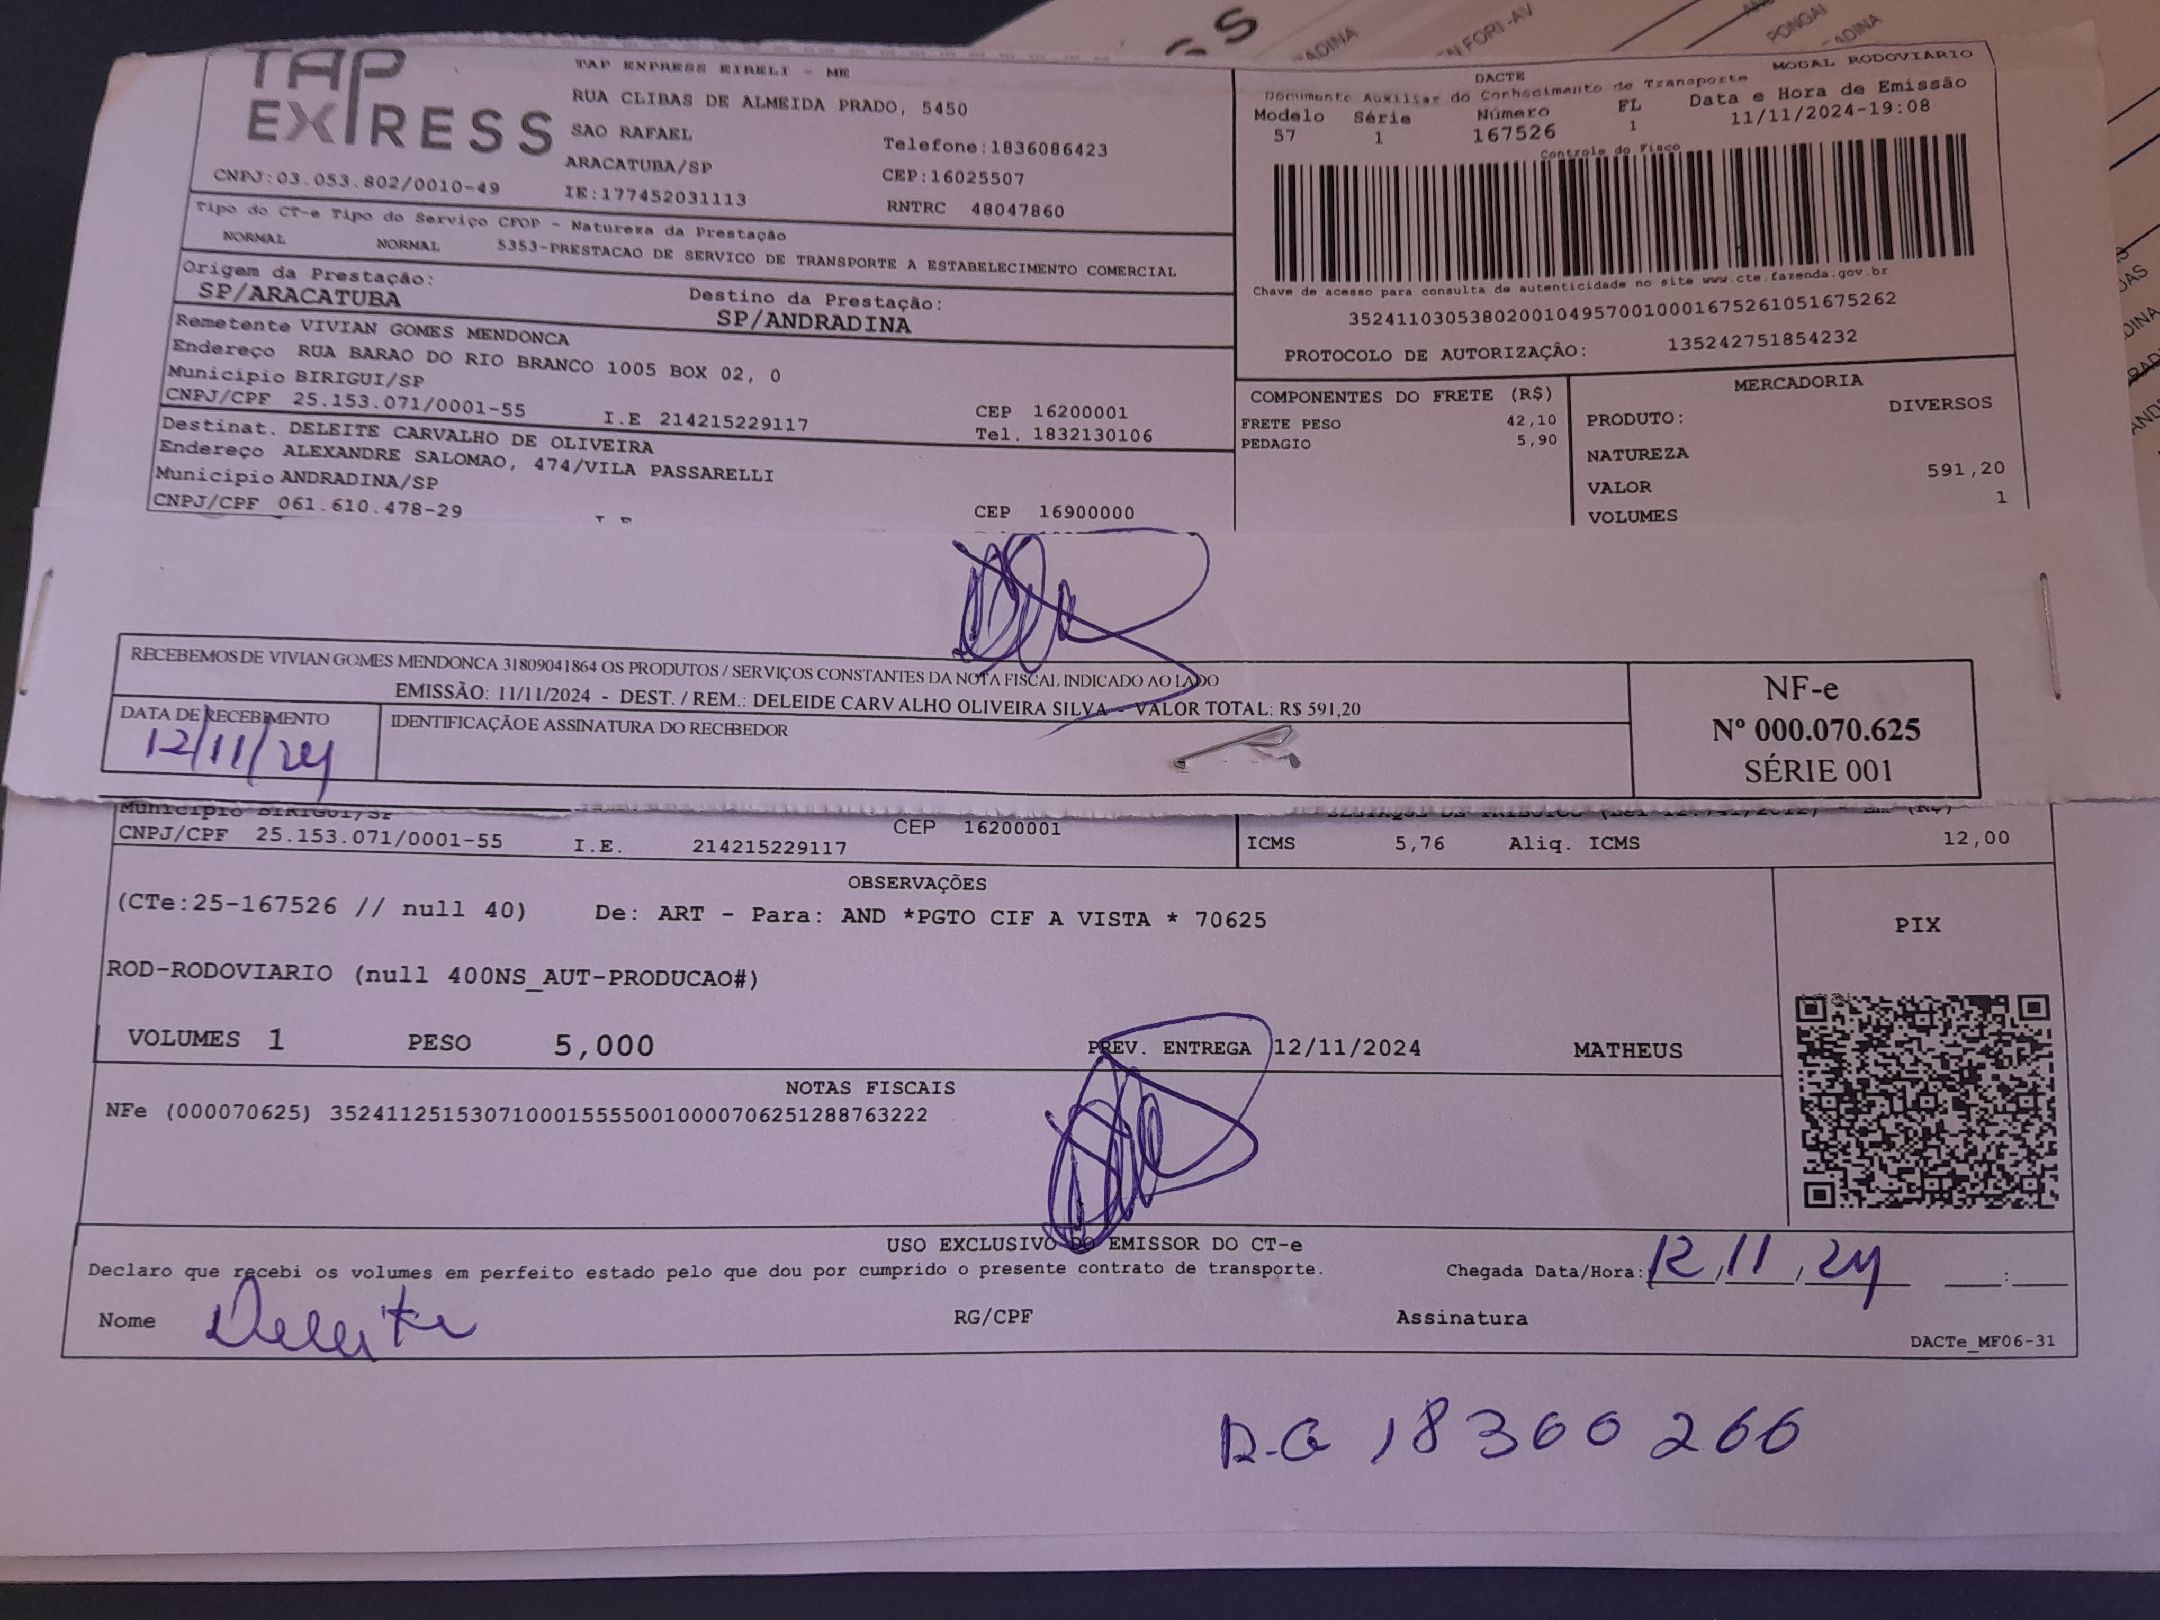 TAP
EXPRESS
TAP EXPRESS EIRELI - ME
RUA CLIBAS DE ALMEIDA PRADO, 5450
SAO RAFAEL
Telefone:1836086423
ARACATUBA/SP
CEP:16025507
CNPJ:03.053.802/0010-49
IE:177452031113
RNTRC 48047860
DACTE
MODAL RODOVIÁRIO
Documento Auxiliar do Conhecimento de Transporte
Modelo Série Número FL Data e Hora de Emissão
57 1 167526 1 11/11/2024-19:08
Controle do Fisco
Chave de acesso para consulta de autenticidade no site www.cte.fazenda.gov.br
35241103053802001049570010001675261051675262
PROTOCOLO DE AUTORIZAÇÃO: 135242751854232
Tipo do CT-e Tipo do Serviço CFOP - Natureza da Prestação
NORMAL NORMAL 5353-PRESTACAO DE SERVICO DE TRANSPORTE A ESTABELECIMENTO COMERCIAL
Origem da Prestação: Destino da Prestação:
SP/ARACATUBA SP/ANDRADINA
Remetente VIVIAN GOMES MENDONCA
Endereço RUA BARAO DO RIO BRANCO 1005 BOX 02, 0
Município BIRIGUI/SP CEP 16200001
CNPJ/CPF 25.153.071/0001-55 I.E 214215229117 Tel. 1832130106
Destinat. DELEITE CARVALHO DE OLIVEIRA
Endereço ALEXANDRE SALOMAO, 474/VILA PASSARELLI
Município ANDRADINA/SP CEP 16900000
CNPJ/CPF 061.610.478-29
COMPONENTES DO FRETE (R$)
FRETE PESO 42,10
PEDAGIO 5,90
MERCADORIA
PRODUTO: DIVERSOS
NATUREZA
VALOR 591,20
VOLUMES 1
RECEBEMOS DE VIVIAN GOMES MENDONCA 31809041864 OS PRODUTOS / SERVIÇOS CONSTANTES DA NOTA FISCAL INDICADO AO LADO
EMISSÃO: 11/11/2024 - DEST. / REM.: DELEIDE CARVALHO OLIVEIRA SILVA - VALOR TOTAL: R$ 591,20
DATA DE RECEBIMENTO IDENTIFICAÇÃO E ASSINATURA DO RECEBEDOR
12/11/24
NF-e
Nº 000.070.625
SÉRIE 001
Município BIRIGUI/SP
CNPJ/CPF 25.153.071/0001-55 I.E. 214215229117 CEP 16200001
ICMS 5,76 Aliq. ICMS 12,00
OBSERVAÇÕES
(CTe:25-167526 // null 40) De: ART - Para: AND *PGTO CIF A VISTA * 70625
ROD-RODOVIARIO (null 400NS_AUT-PRODUCAO#)
PIX
VOLUMES 1 PESO 5,000 PREV. ENTREGA 12/11/2024 MATHEUS
NOTAS FISCAIS
NFe (000070625) 35241125153071000155550010000706251288763222
USO EXCLUSIVO DO EMISSOR DO CT-e
Declaro que recebi os volumes em perfeito estado pelo que dou por cumprido o presente contrato de transporte. Chegada Data/Hora: 12,11,24 :
Nome Deleite RG/CPF Assinatura
DACTe_MF06-31
R.G 18300266